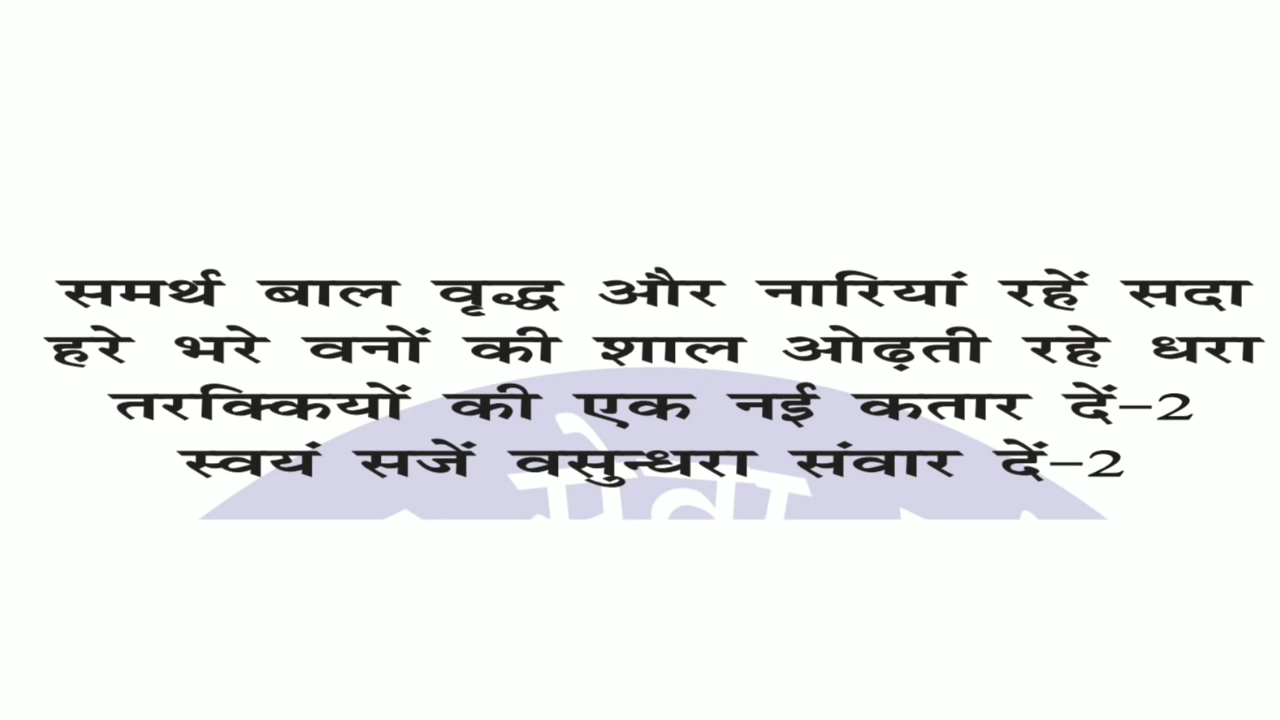 समर्थ बाल वृद्ध और नारियां रहें सदा
हरे भरे वनों की शाल ओढ़ती रहे धरा
तरक्कियों की एक नई कतार दें-2
स्वयं सजें वसुन्धरा संवार दें-2